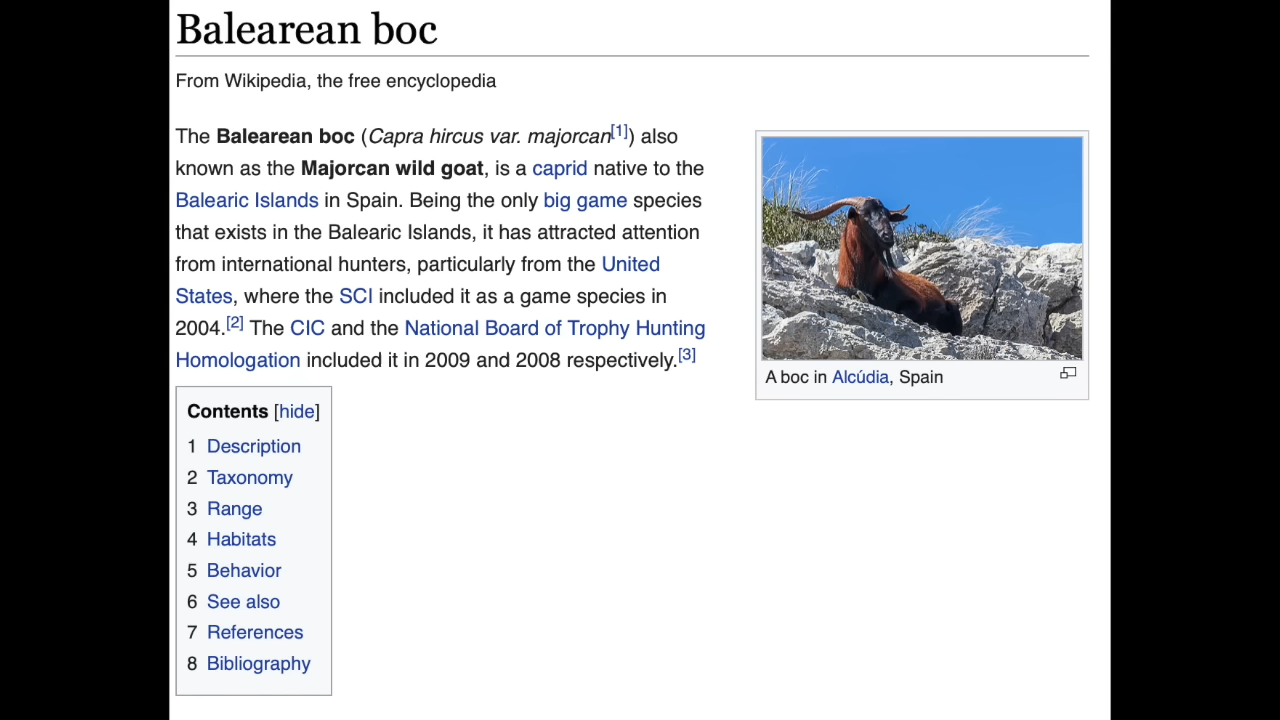 Balearean boc
From Wikipedia, the free encyclopedia
The Balearean boc (Capra hircus var. majorcan[1]) also
known as the Majorcan wild goat, is a caprid native to the
Balearic Islands in Spain. Being the only big game species
that exists in the Balearic Islands, it has attracted attention
from international hunters, particularly from the United
States, where the SCI included it as a game species in
2004.[2] The CIC and the National Board of Trophy Hunting
Homologation included it in 2009 and 2008 respectively.[3]
A boc in Alcúdia, Spain
Contents [hide]
1 Description
2 Taxonomy
3 Range
4 Habitats
5 Behavior
6 See also
7 References
8 Bibliography